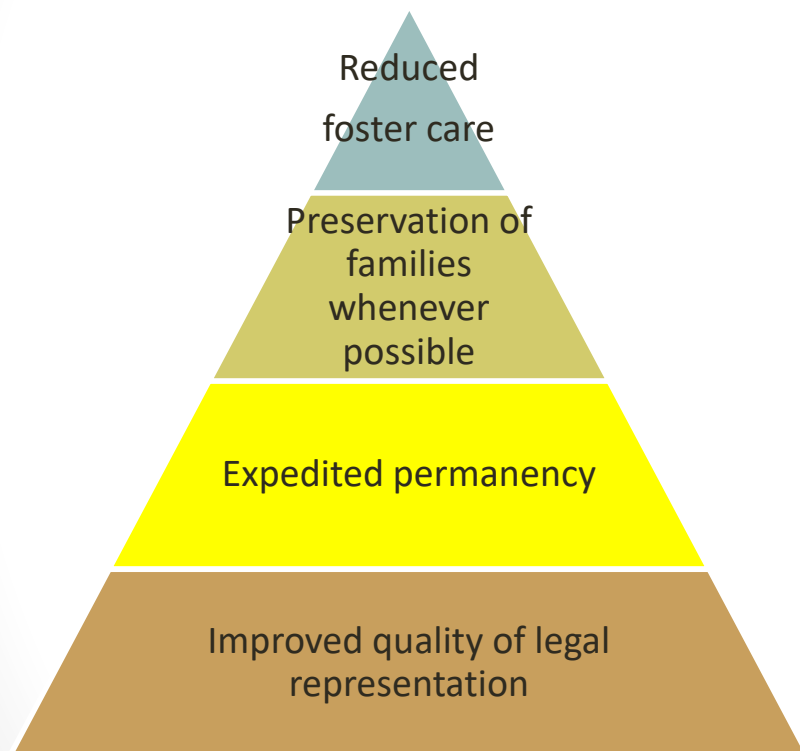 Reduced
foster care
Preservation of
families
whenever
possible
Expedited permanency
Improved quality of legal
representation